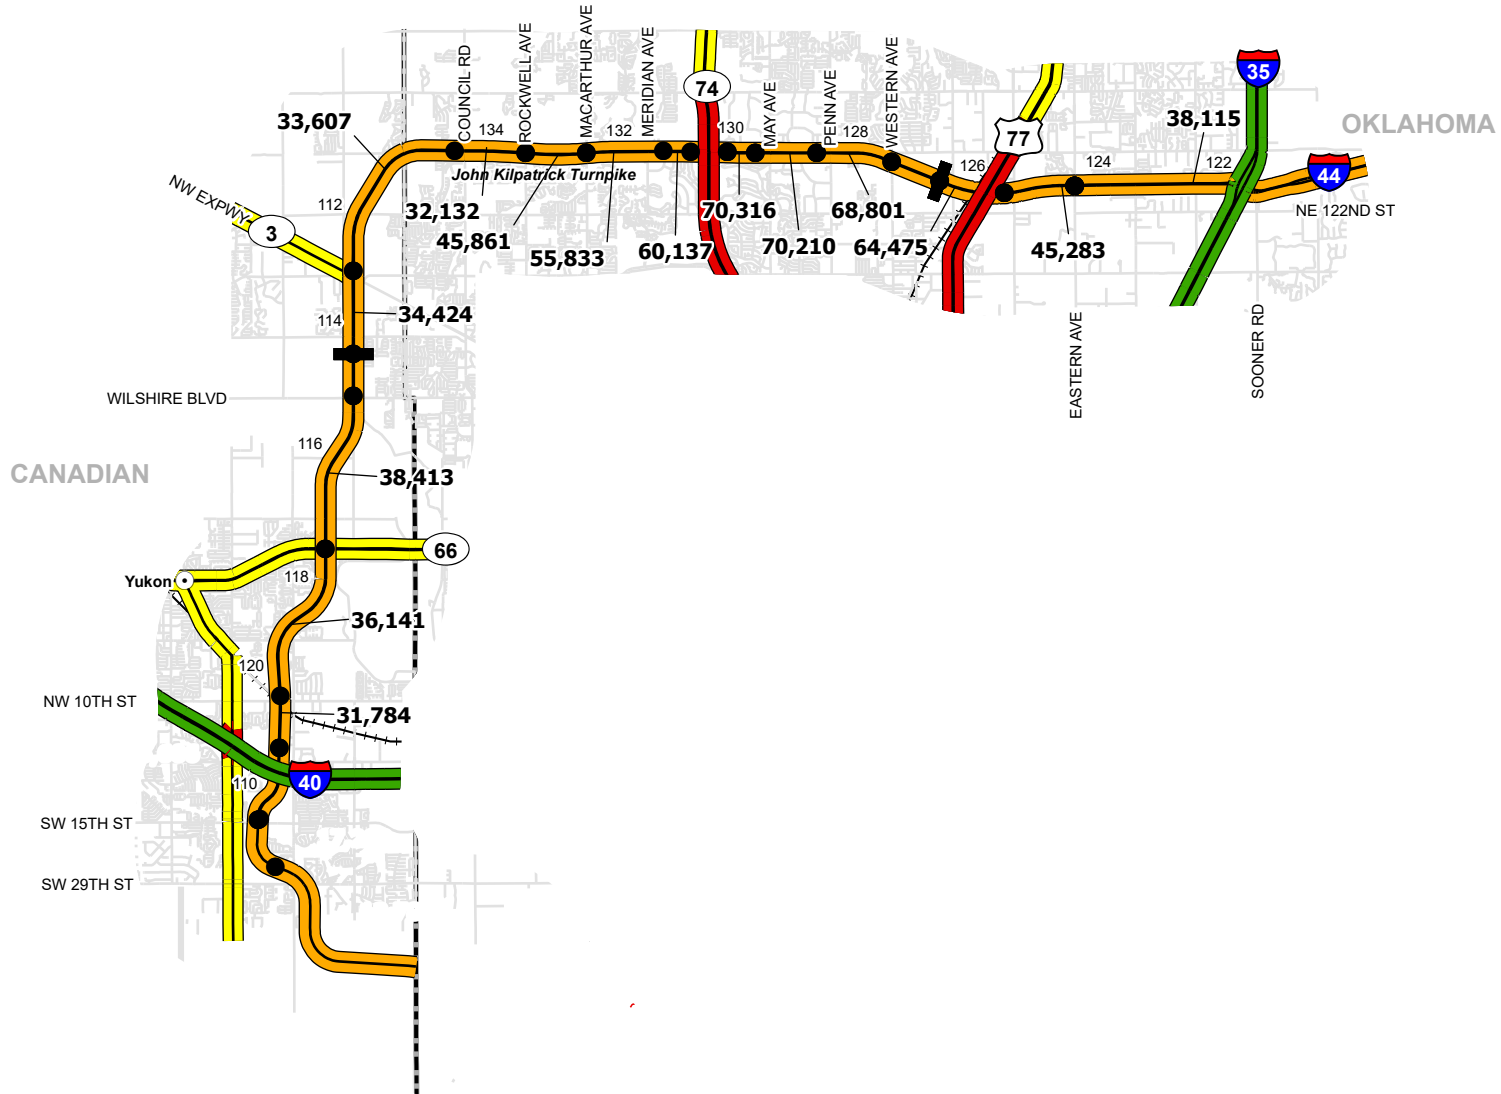 COUNCIL RD
ROCKWELL AVE
MACARTHUR AVE
MERIDIAN AVE
74
MAY AVE
PENN AVE
WESTERN AVE
77
35
33,607
134
132
130
128
126
124
122
38,115
OKLAHOMA
44
NE 122ND ST
John Kilpatrick Turnpike
NW EXPWY
3
112
32,132
45,861
55,833
60,137
70,316
70,210
68,801
64,475
45,283
114
34,424
EASTERN AVE
SOONER RD
WILSHIRE BLVD
116
CANADIAN
38,413
66
Yukon
118
36,141
120
NW 10TH ST
31,784
110
40
SW 15TH ST
SW 29TH ST